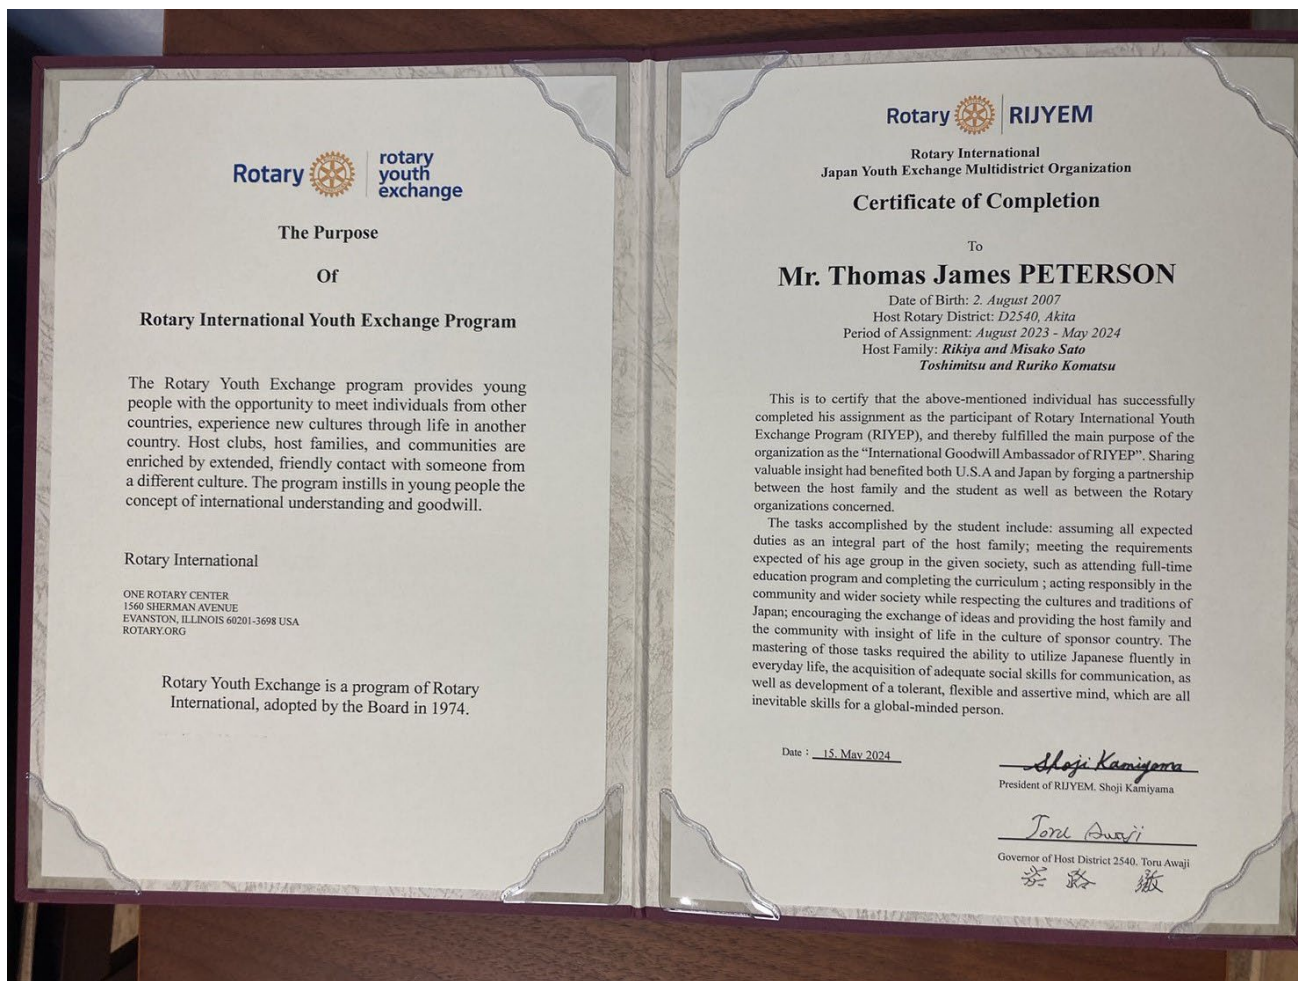 Rotary
rotary
youth
exchange
The Purpose
Of
Rotary International Youth Exchange Program
The Rotary Youth Exchange program provides young
people with the opportunity to meet individuals from other
countries, experience new cultures through life in another
country. Host clubs, host families, and communities are
enriched by extended, friendly contact with someone from
a different culture. The program instills in young people the
concept of international understanding and goodwill.
Rotary International
ONE ROTARY CENTER
1560 SHERMAN AVENUE
EVANSTON, ILLINOIS 60201-3698 USA
ROTARY.ORG
Rotary Youth Exchange is a program of Rotary
International, adopted by the Board in 1974.
Rotary RIJYEM
Rotary International
Japan Youth Exchange Multidistrict Organization
Certificate of Completion
To
Mr. Thomas James PETERSON
Date of Birth: 2. August 2007
Host Rotary District: D2540, Akita
Period of Assignment: August 2023 - May 2024
Host Family: Rikiya and Misako Sato
Toshimitsu and Ruriko Komatsu
This is to certify that the above-mentioned individual has successfully
completed his assignment as the participant of Rotary International Youth
Exchange Program (RIYEP), and thereby fulfilled the main purpose of the
organization as the “International Goodwill Ambassador of RIYEP”. Sharing
valuable insight had benefited both U.S.A and Japan by forging a partnership
between the host family and the student as well as between the Rotary
organizations concerned.
The tasks accomplished by the student include: assuming all expected
duties as an integral part of the host family; meeting the requirements
expected of his age group in the given society, such as attending full-time
education program and completing the curriculum ; acting responsibly in the
community and wider society while respecting the cultures and traditions of
Japan; encouraging the exchange of ideas and providing the host family and
the community with insight of life in the culture of sponsor country. The
mastering of those tasks required the ability to utilize Japanese fluently in
everyday life, the acquisition of adequate social skills for communication, as
well as development of a tolerant, flexible and assertive mind, which are all
inevitable skills for a global-minded person.
Date : 15. May 2024
Shoji Kamiyama
President of RIJYEM. Shoji Kamiyama
Toru Awaji
Governor of Host District 2540. Toru Awaji